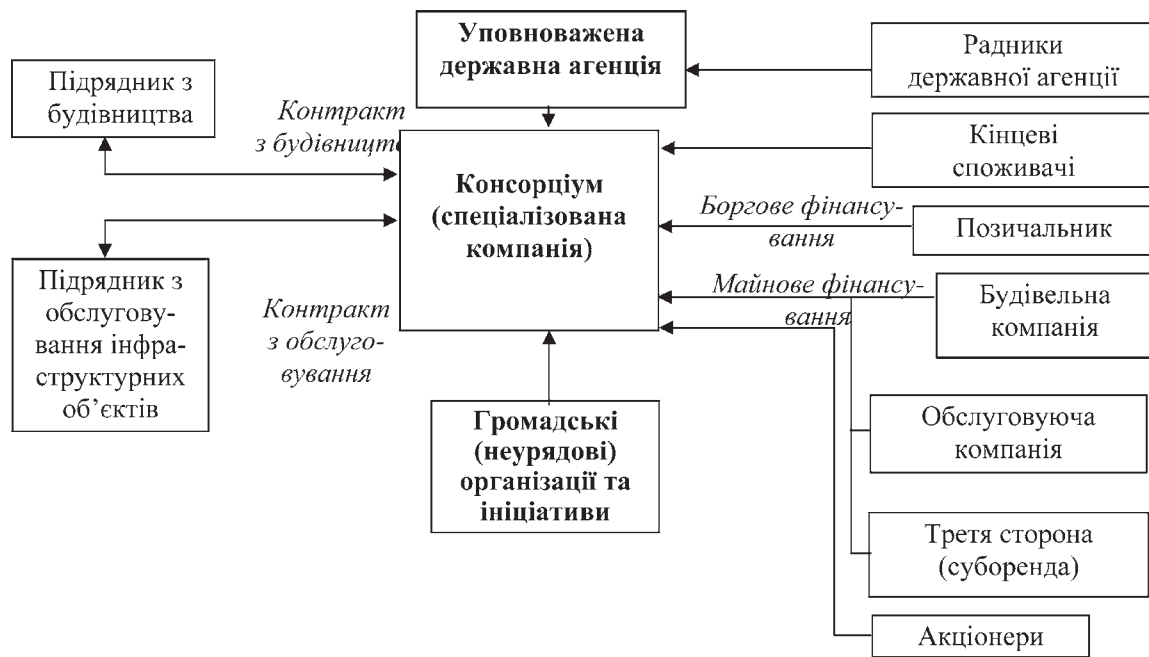 Уповноважена
державна агенція
Радники
державної агенції
Підрядник з
будівництва
Контракт
з будівництв
Кінцеві
споживачі
Консорціум
(спеціалізована
компанія)
Боргове фінансу-
вання
Позичальник
Підрядник з
обслугову-
вання інфра-
структурних
об’єктів
Контракт
з обслуго-
вування
Майнове фінансу-
вання
Будівельна
компанія
Громадські
(неурядові)
організації та
ініціативи
Обслуговуюча
компанія
Третя сторона
(суборенда)
Акціонери